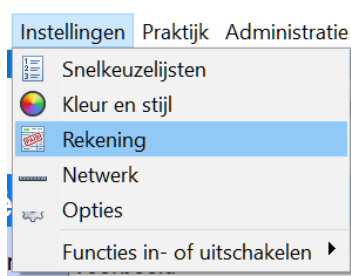 Instellingen Praktijk Administratie
Snelkeuzelijsten
Kleur en stijl
Rekening
Netwerk
Opties
Functies in- of uitschakelen